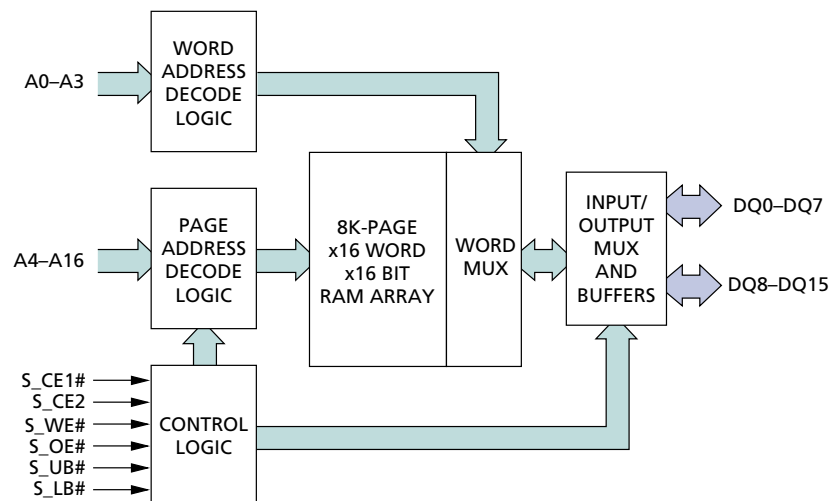 A0–A3
WORD
ADDRESS
DECODE
LOGIC
A4–A16
PAGE
ADDRESS
DECODE
LOGIC
8K-PAGE
x16 WORD
x16 BIT
RAM ARRAY
WORD
MUX
INPUT/
OUTPUT
MUX
AND
BUFFERS
DQ0–DQ7
DQ8–DQ15
S_CE1#
S_CE2
S_WE#
S_OE#
S_UB#
S_LB#
CONTROL
LOGIC